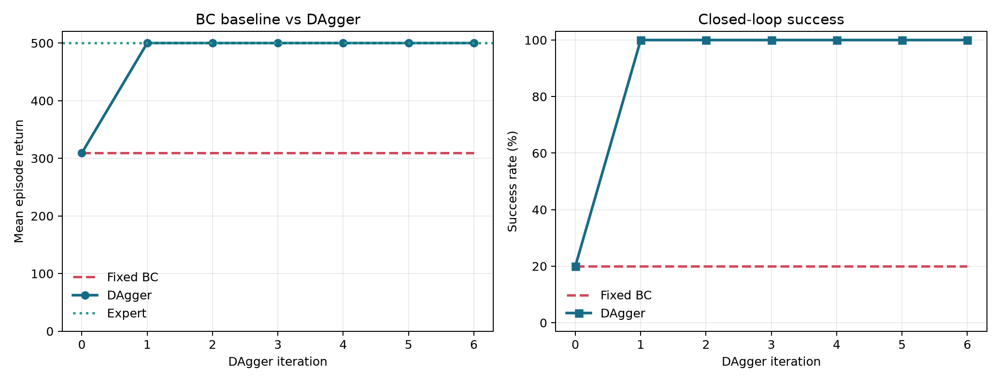 BC baseline vs DAgger
Mean episode return
500
400
300
200
100
0
Fixed BC
DAgger
Expert
0 1 2 3 4 5 6
DAgger iteration
Closed-loop success
Success rate (%)
100
80
60
40
20
0
Fixed BC
DAgger
0 1 2 3 4 5 6
DAgger iteration